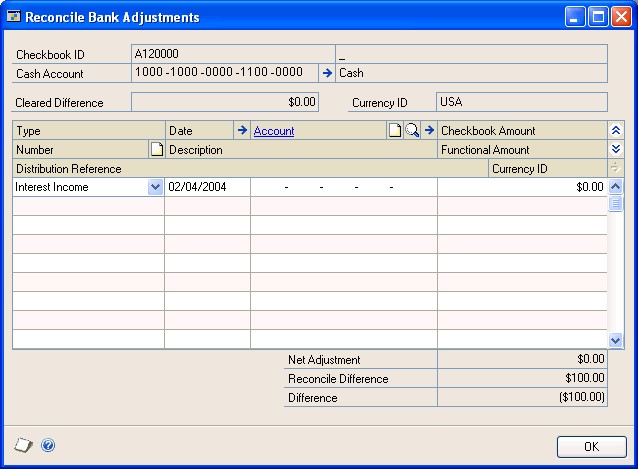 Reconcile Bank Adjustments
Checkbook ID A120000 _
Cash Account 1000 -1000 -0000 -1100 -0000 Cash
Cleared Difference $0.00 Currency ID USA
Type Date Account Checkbook Amount
Number Description Functional Amount
Distribution Reference Currency ID
Interest Income 02/04/2004 - - - - $0.00
Net Adjustment $0.00
Reconcile Difference $100.00
Difference ($100.00)
OK